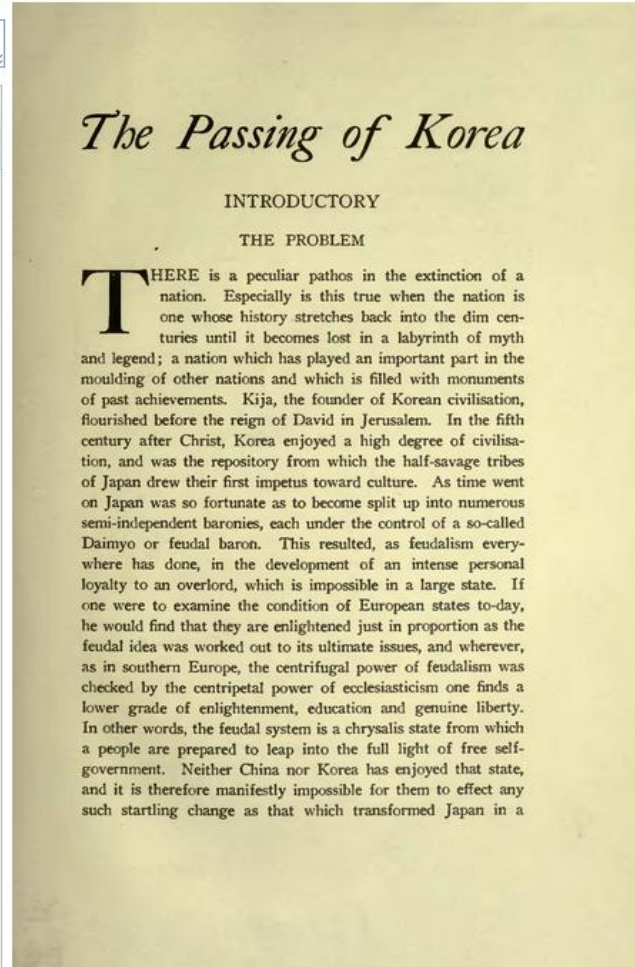 The Passing of Korea
INTRODUCTORY
THE PROBLEM
THERE is a peculiar pathos in the extinction of a
nation. Especially is this true when the nation is
one whose history stretches back into the dim cen-
turies until it becomes lost in a labyrinth of myth
and legend; a nation which has played an important part in the
moulding of other nations and which is filled with monuments
of past achievements. Kija, the founder of Korean civilisation,
flourished before the reign of David in Jerusalem. In the fifth
century after Christ, Korea enjoyed a high degree of civilisa-
tion, and was the repository from which the half-savage tribes
of Japan drew their first impetus toward culture. As time went
on Japan was so fortunate as to become split up into numerous
semi-independent baronies, each under the control of a so-called
Daimyo or feudal baron. This resulted, as feudalism every-
where has done, in the development of an intense personal
loyalty to an overlord, which is impossible in a large state. If
one were to examine the condition of European states to-day,
he would find that they are enlightened just in proportion as the
feudal idea was worked out to its ultimate issues, and wherever,
as in southern Europe, the centrifugal power of feudalism was
checked by the centripetal power of ecclesiasticism one finds a
lower grade of enlightenment, education and genuine liberty.
In other words, the feudal system is a chrysalis state from which
a people are prepared to leap into the full light of free self-
government. Neither China nor Korea has enjoyed that state,
and it is therefore manifestly impossible for them to effect any
such startling change as that which transformed Japan in a